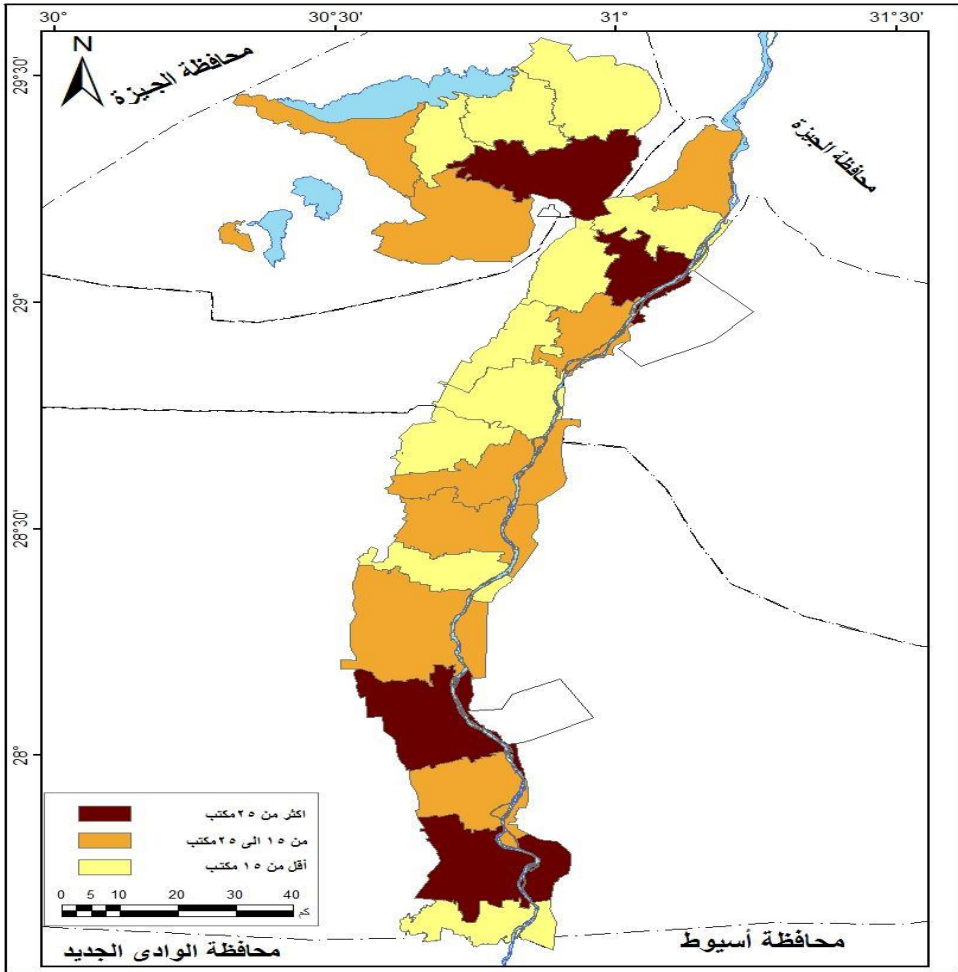 30°
30°30'
31°
31°30'
N
محافظة الجيزة
29°30'
محافظة الجيزة
29°
28°30'
28°
اكثر من ٢٥ مكتب
من ١٥ الى ٢٥ مكتب
أقل من ١٥ مكتب
0 5 10 20 30 40
كم
محافظة أسيوط
محافظة الوادى الجديد